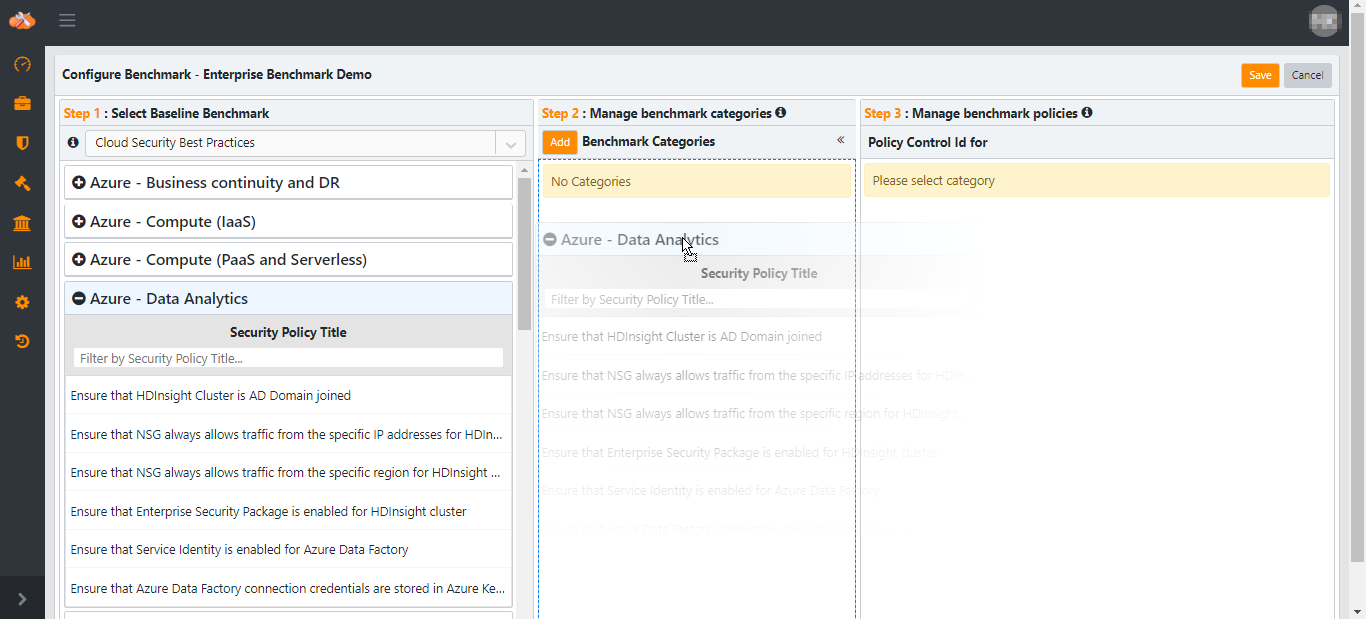 Configure Benchmark - Enterprise Benchmark Demo
Save
Cancel
Step 1 : Select Baseline Benchmark
Cloud Security Best Practices
Azure - Business continuity and DR
Azure - Compute (IaaS)
Azure - Compute (PaaS and Serverless)
Azure - Data Analytics
Security Policy Title
Filter by Security Policy Title...
Ensure that HDInsight Cluster is AD Domain joined
Ensure that NSG always allows traffic from the specific IP addresses for HDIn...
Ensure that NSG always allows traffic from the specific region for HDInsight ...
Ensure that Enterprise Security Package is enabled for HDInsight cluster
Ensure that Service Identity is enabled for Azure Data Factory
Ensure that Azure Data Factory connection credentials are stored in Azure Ke...
Step 2 : Manage benchmark categories
Add
Benchmark Categories
No Categories
Azure - Data Analytics
Security Policy Title
Filter by Security Policy Title...
Ensure that HDInsight Cluster is AD Domain joined
Ensure that NSG always allows traffic from the specific IP addresses for HDIn
Ensure that NSG always allows traffic from the specific region for HDInsight
Ensure that Enterprise Security Package is enabled for HDInsight cluster
Ensure that Service Identity is enabled for Azure Data Factory
Ensure that Azure Data Factory connection
Step 3 : Manage benchmark policies
Policy Control Id for
Please select category